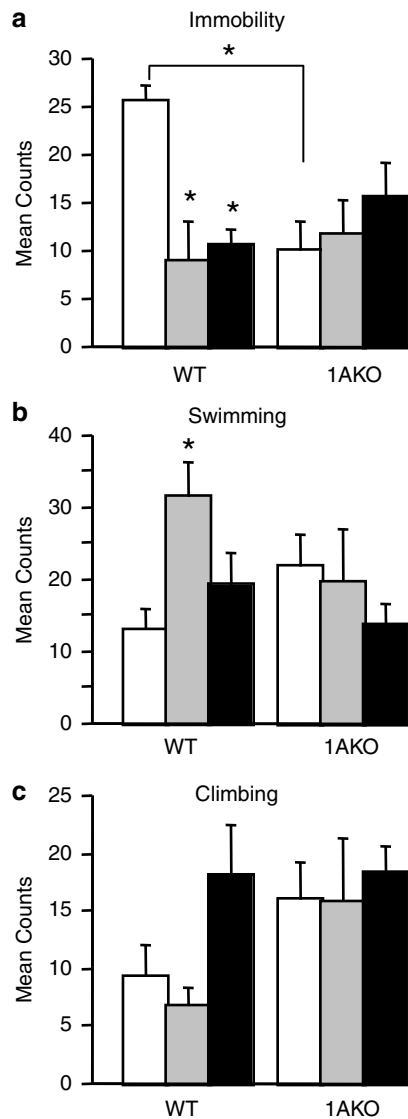 a
Immobility
30
25
20
15
10
5
0
Mean Counts
*
*
*
WT 1AKO
b
Swimming
40
30
20
10
0
Mean Counts
*
WT 1AKO
c
Climbing
25
20
15
10
5
0
Mean Counts
WT 1AKO